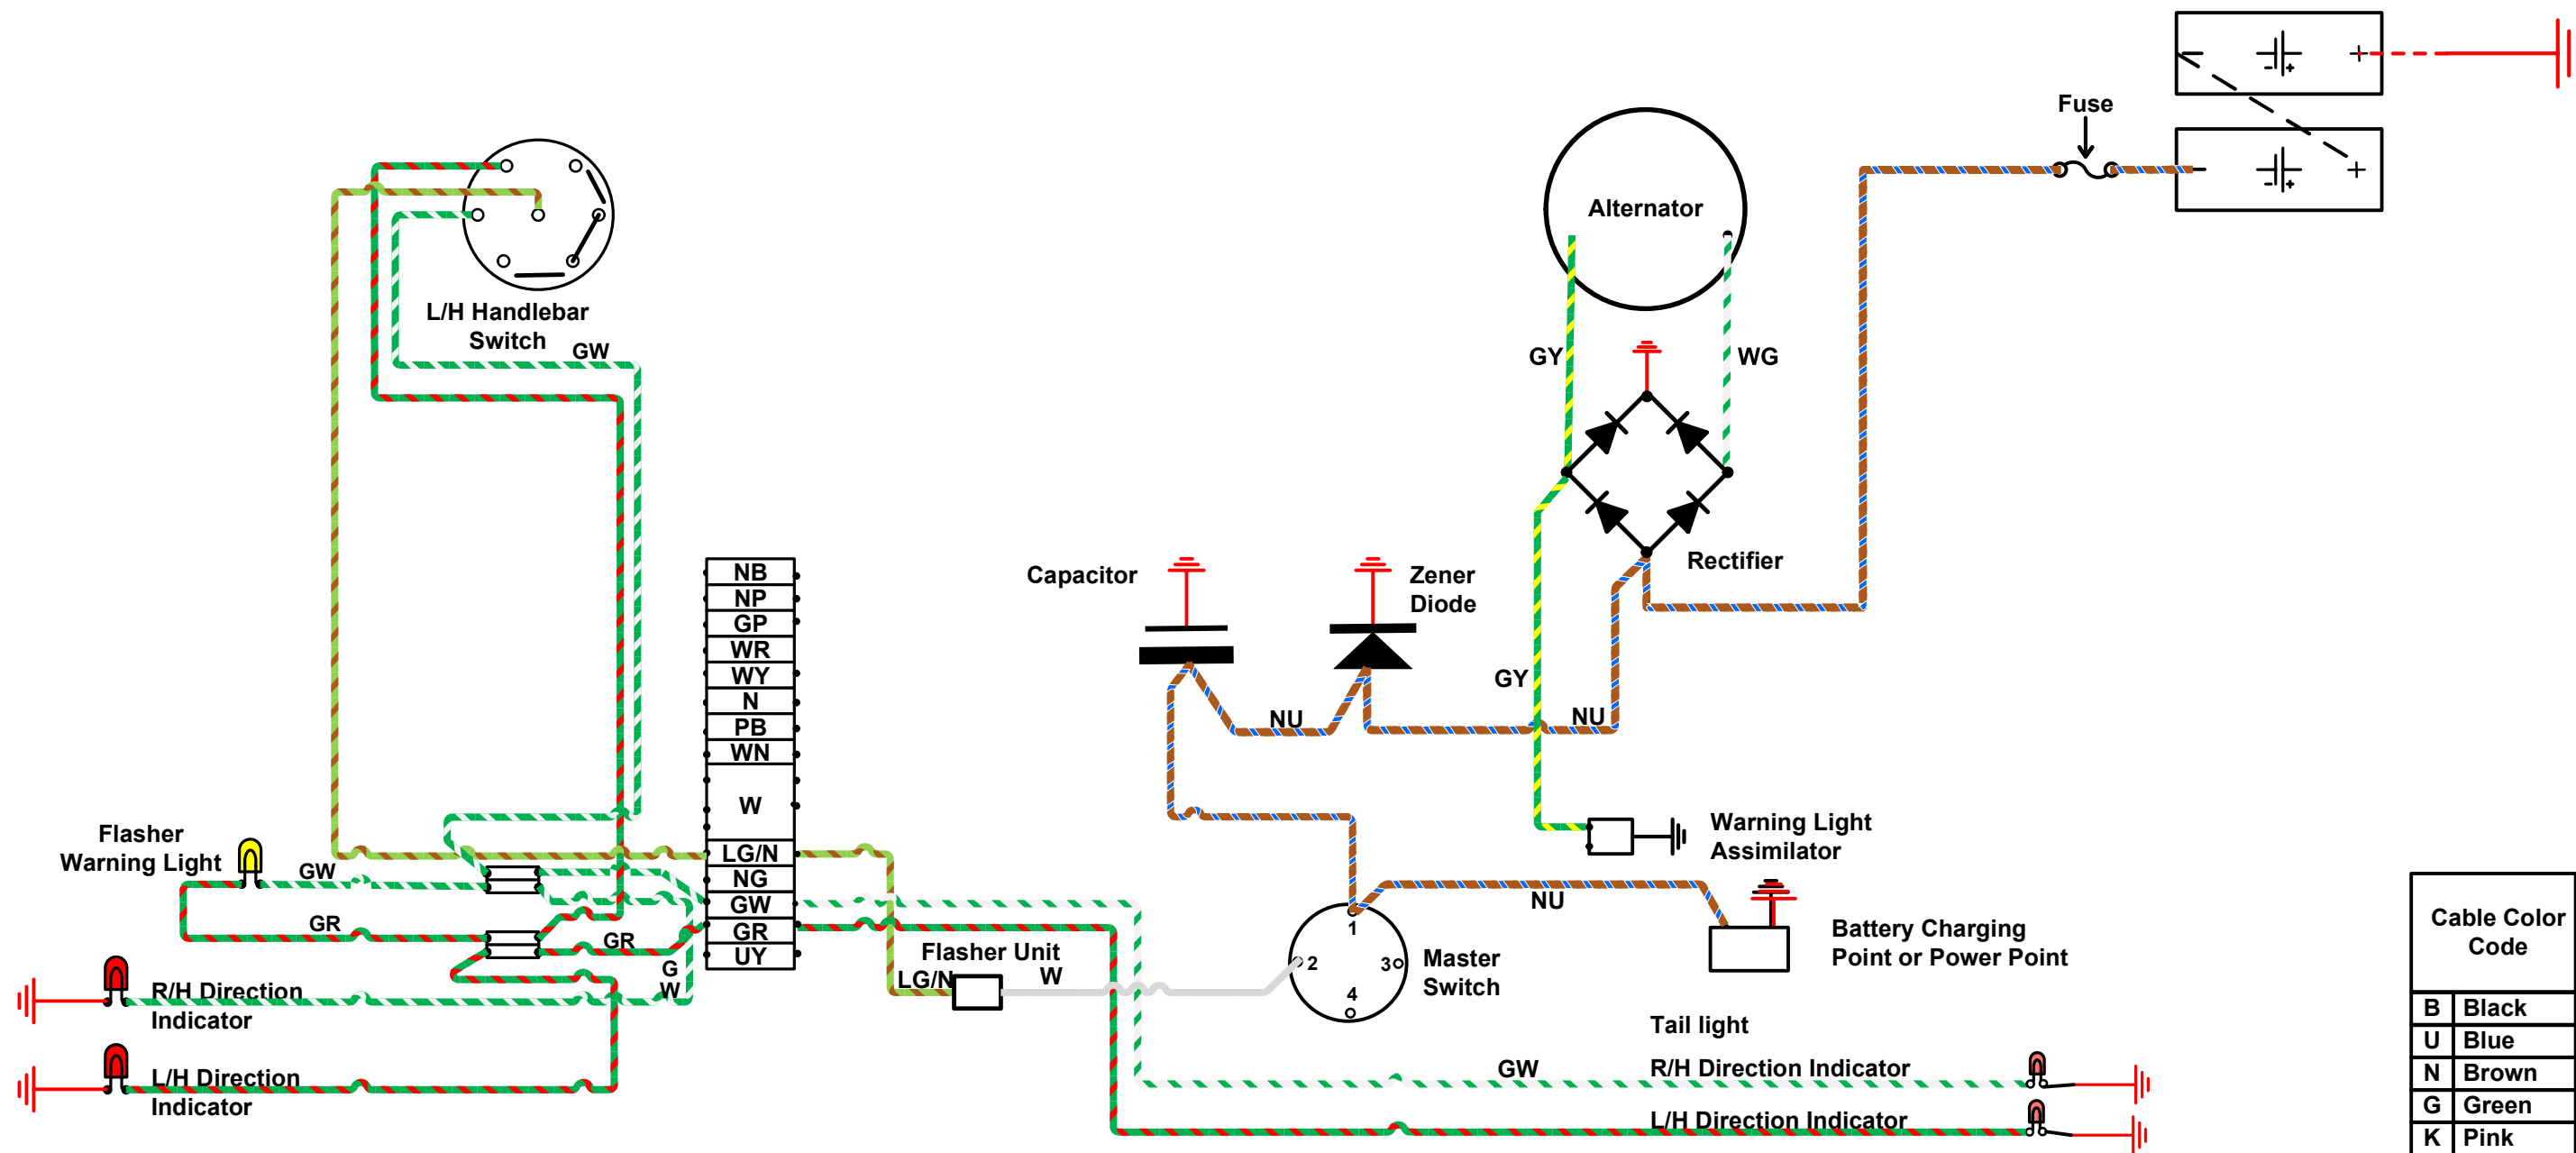 Fuse
Alternator
L/H Handlebar
Switch
GW
GY
WG
Rectifier
Capacitor
Zener
Diode
NB
NP
GP
WR
WY
N
PB
WN
W
LG/N
NG
GW
GR
UY
GY
NU
NU
Flasher
Warning Light
GW
GR
GR
G
W
R/H Direction
Indicator
L/H Direction
Indicator
Flasher Unit
LG/N
W
1
2
3
4
Master
Switch
NU
Warning Light
Assimilator
Battery Charging
Point or Power Point
Tail light
GW
R/H Direction Indicator
L/H Direction Indicator
Cable Color
Code
B Black
U Blue
N Brown
G Green
K Pink